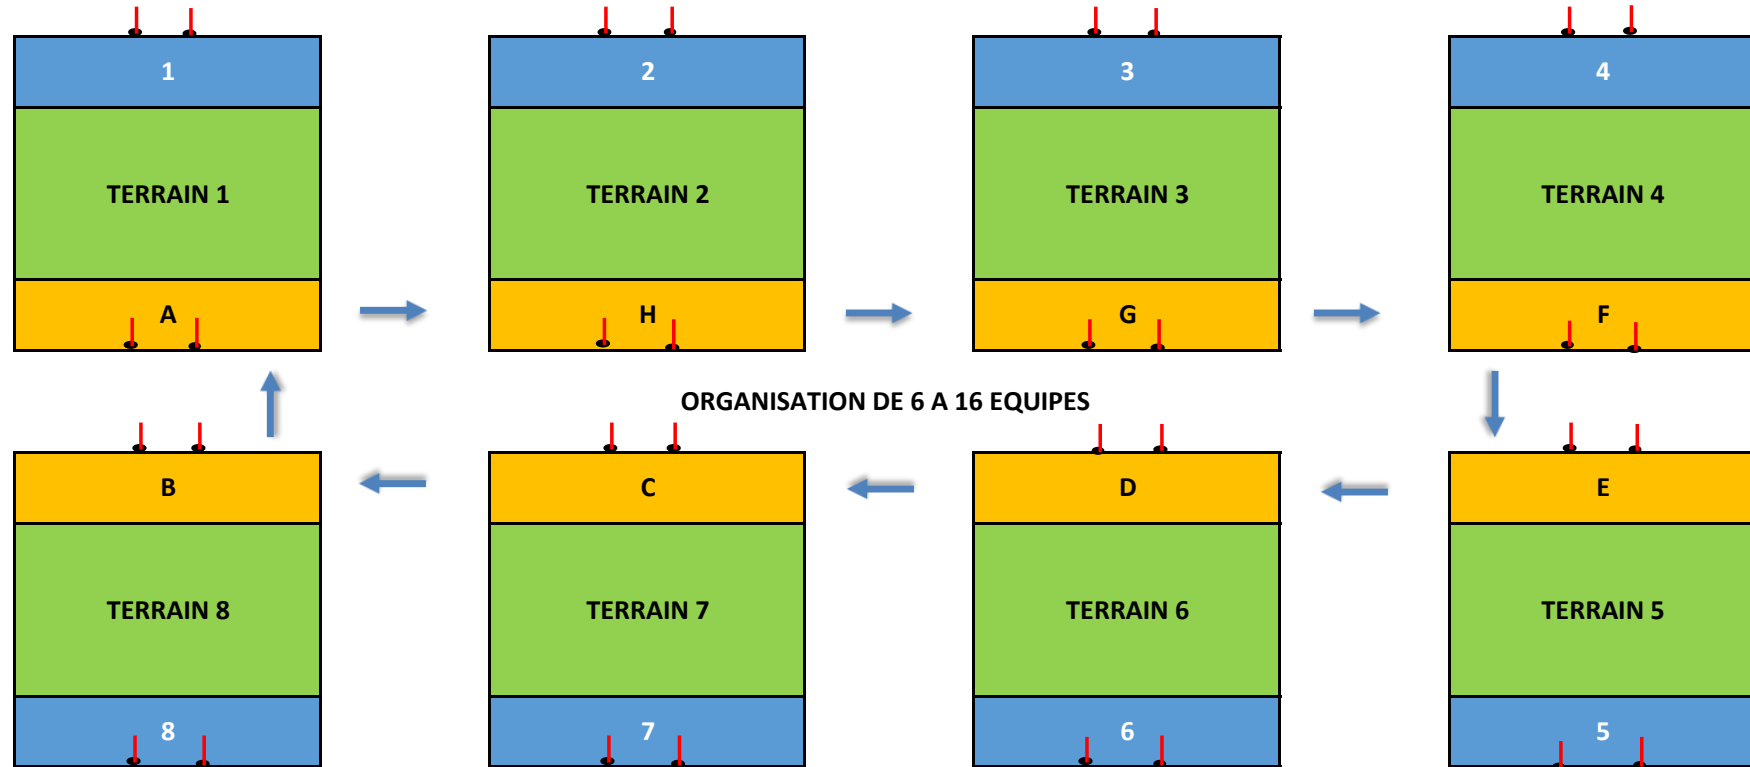 1
2
3
4
TERRAIN 1
TERRAIN 2
TERRAIN 3
TERRAIN 4
A
H
G
F
ORGANISATION DE 6 A 16 EQUIPES
B
C
D
E
TERRAIN 8
TERRAIN 7
TERRAIN 6
TERRAIN 5
8
7
6
5